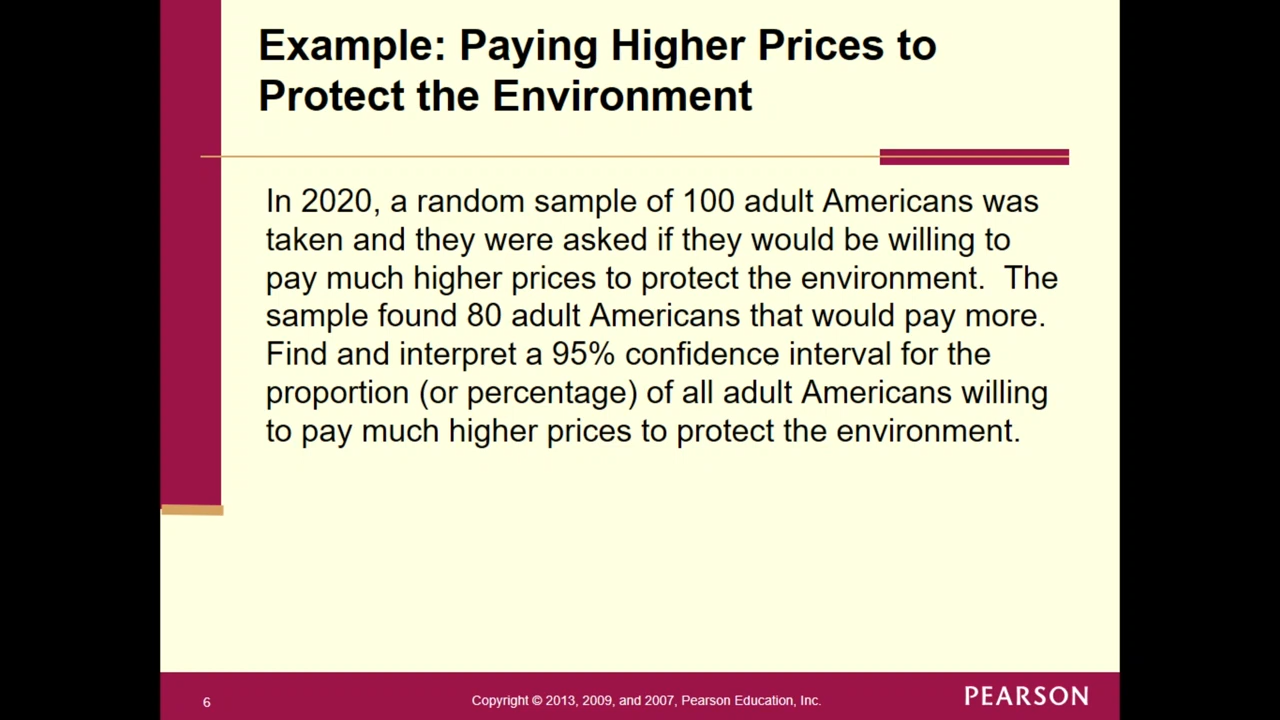 Example: Paying Higher Prices to
Protect the Environment
In 2020, a random sample of 100 adult Americans was
taken and they were asked if they would be willing to
pay much higher prices to protect the environment.  The
sample found 80 adult Americans that would pay more.
Find and interpret a 95% confidence interval for the
proportion (or percentage) of all adult Americans willing
to pay much higher prices to protect the environment.
6
Copyright © 2013, 2009, and 2007, Pearson Education, Inc.
PEARSON